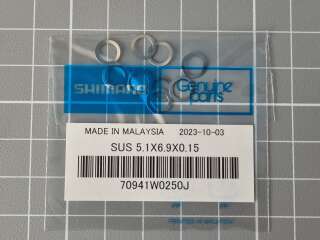 SHIMANO
Genuine
parts
MADE IN MALAYSIA 2023-10-03
SUS 5.1X6.9X0.15
70941W0250J